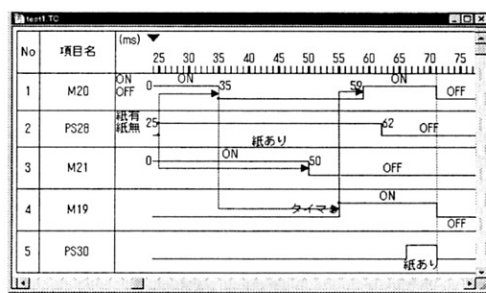 test1.TC
No 項目名 (ms)
25 30 35 40 45 50 55 60 65 70 75
1 M20 ON OFF 0 ON 35 59 ON OFF
2 PS28 紙有 紙無 25 紙あり 62 OFF
3 M21 0 ON 50 OFF
4 M19 タイマ ON OFF
5 PS30 紙あり